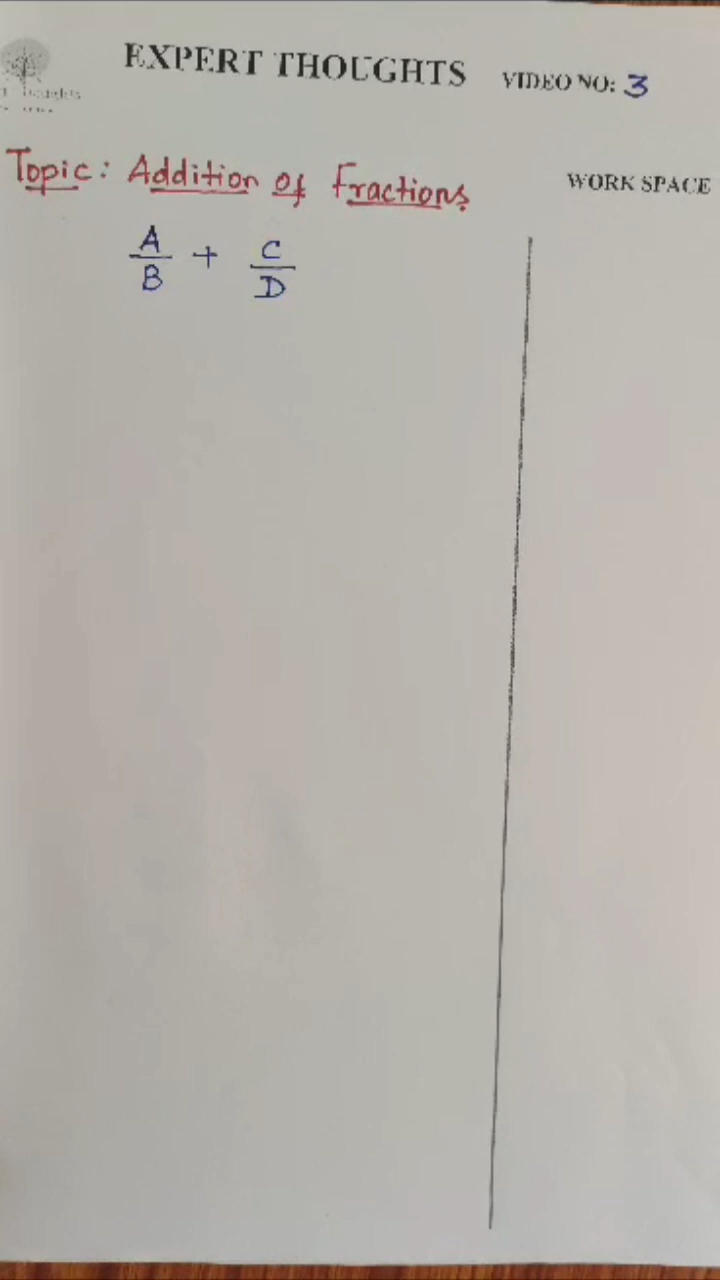 EXPERT THOUGHTS VIDEO NO: 3
Topic: Addition of Fractions
WORK SPACE
A/B + C/D